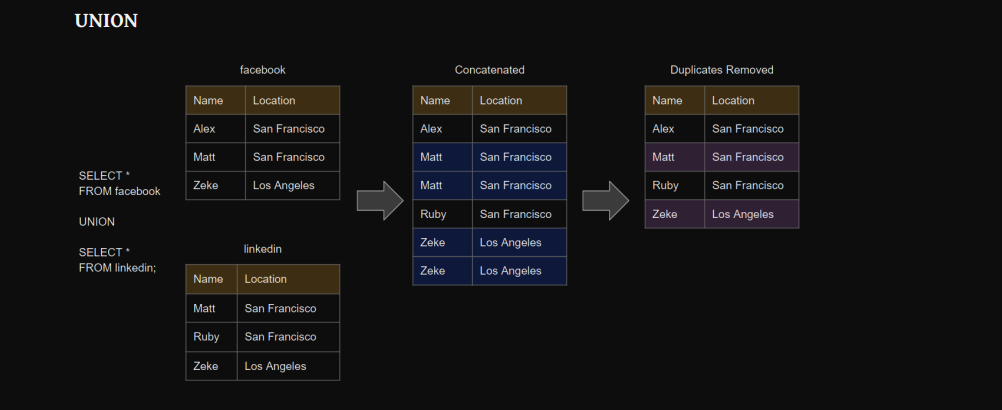 UNION
SELECT *
FROM facebook
UNION
SELECT *
FROM linkedin;
facebook
Name Location
Alex San Francisco
Matt San Francisco
Zeke Los Angeles
linkedin
Name Location
Matt San Francisco
Ruby San Francisco
Zeke Los Angeles
Concatenated
Name Location
Alex San Francisco
Matt San Francisco
Matt San Francisco
Ruby San Francisco
Zeke Los Angeles
Zeke Los Angeles
Duplicates Removed
Name Location
Alex San Francisco
Matt San Francisco
Ruby San Francisco
Zeke Los Angeles